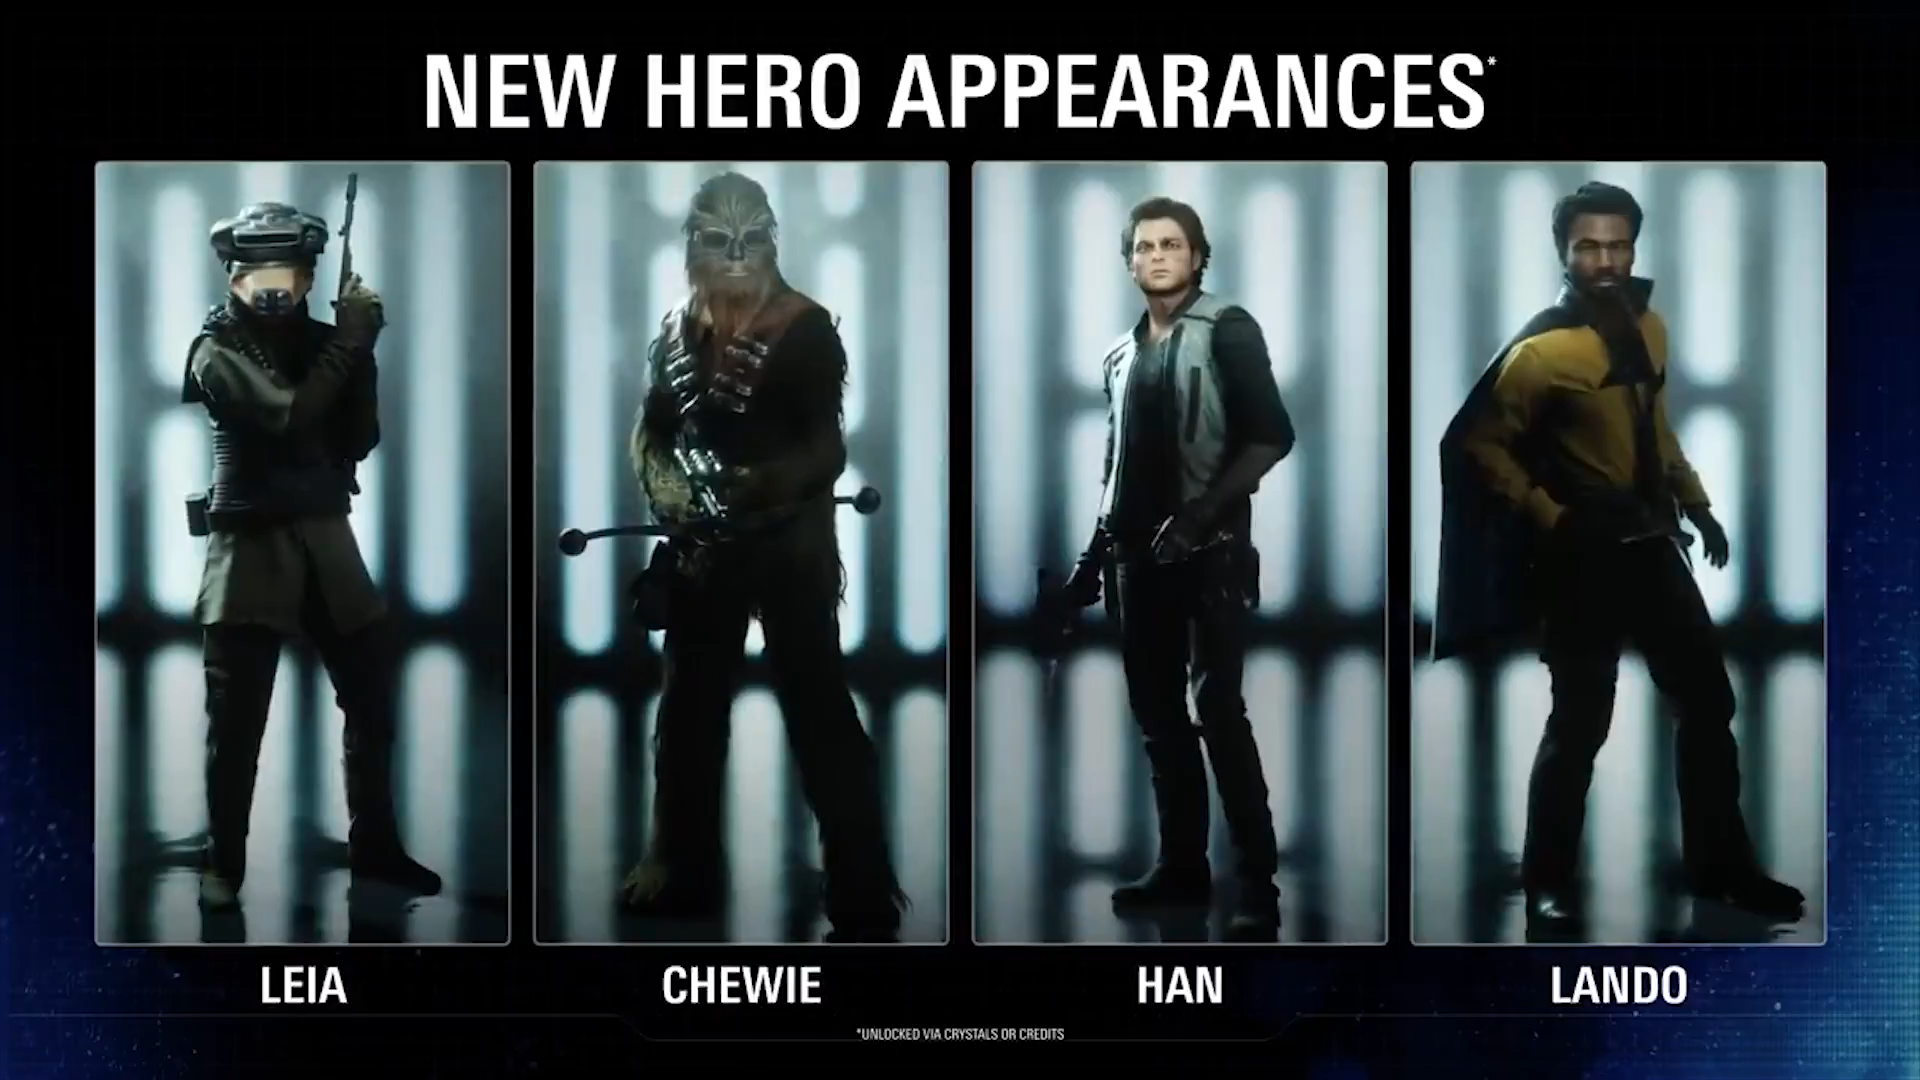 NEW HERO APPEARANCES*
LEIA
CHEWIE
HAN
LANDO
*UNLOCKED VIA CRYSTALS OR CREDITS